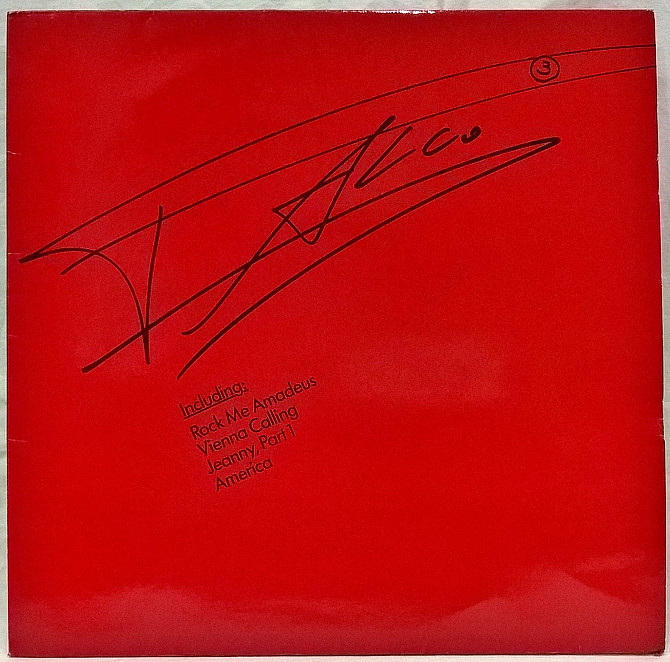 3
FALCO
Including:
Rock Me Amadeus
Vienna Calling
Jeanny, Part 1
America